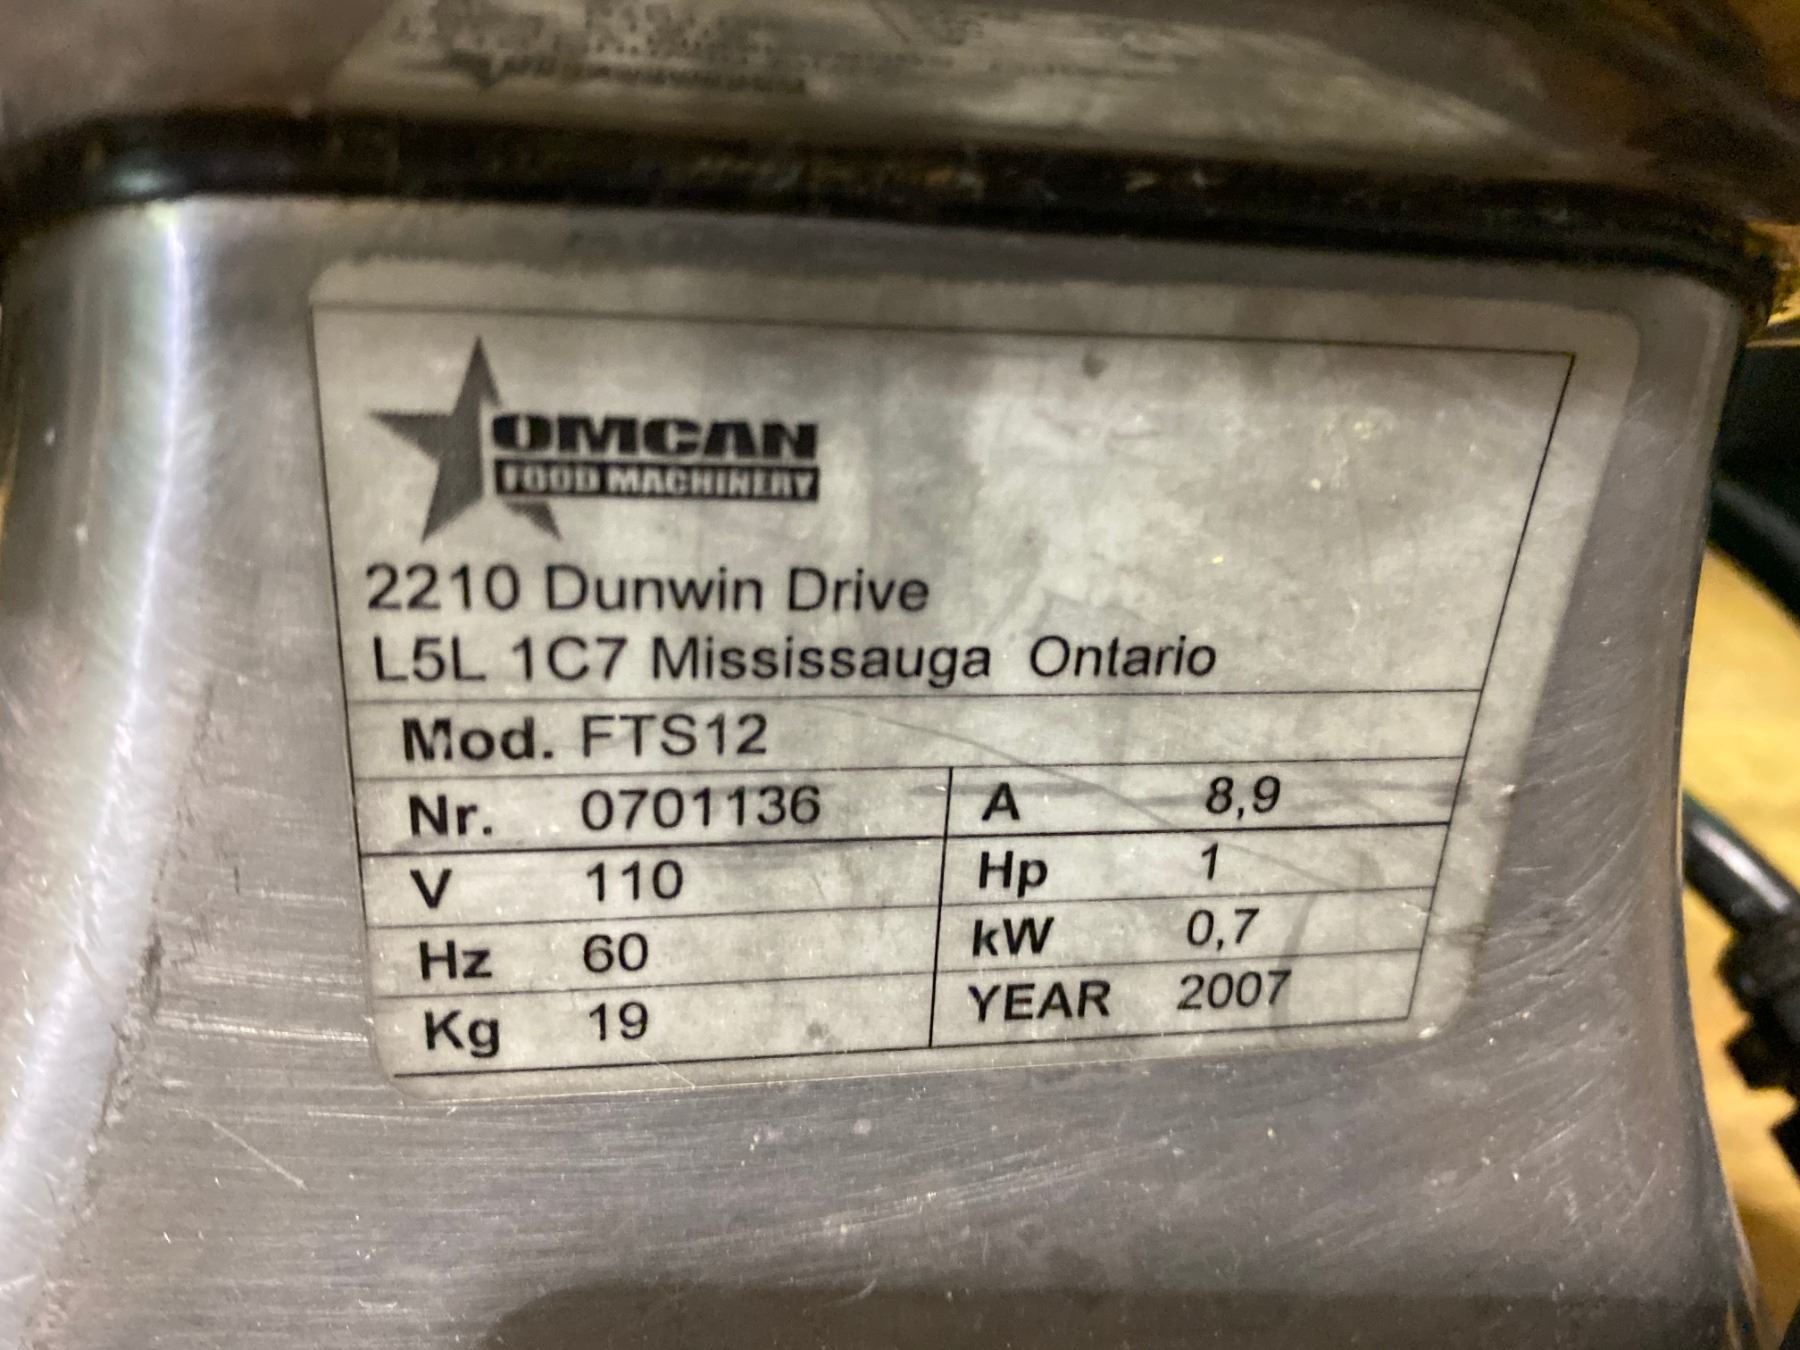 OMCAN
FOOD MACHINERY
2210 Dunwin Drive
L5L 1C7 Mississauga Ontario
Mod. FTS12
Nr. 0701136 A 8,9
V 110 Hp 1
Hz 60 kW 0,7
Kg 19 YEAR 2007